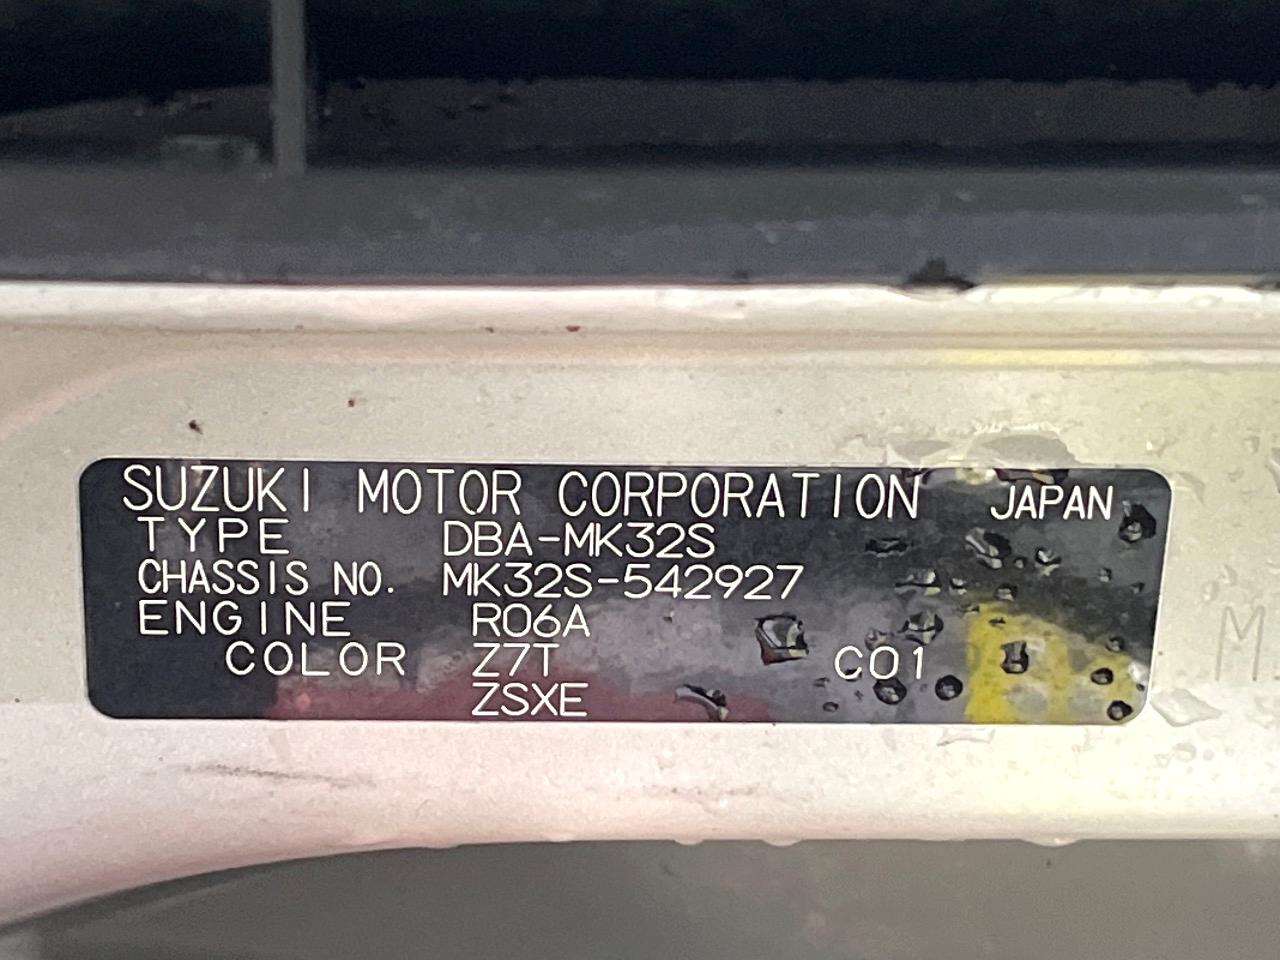 SUZUKI MOTOR CORPORATION JAPAN
TYPE DBA-MK32S
CHASSIS NO. MK32S-542927
ENGINE R06A
COLOR Z7T C01
ZSXE